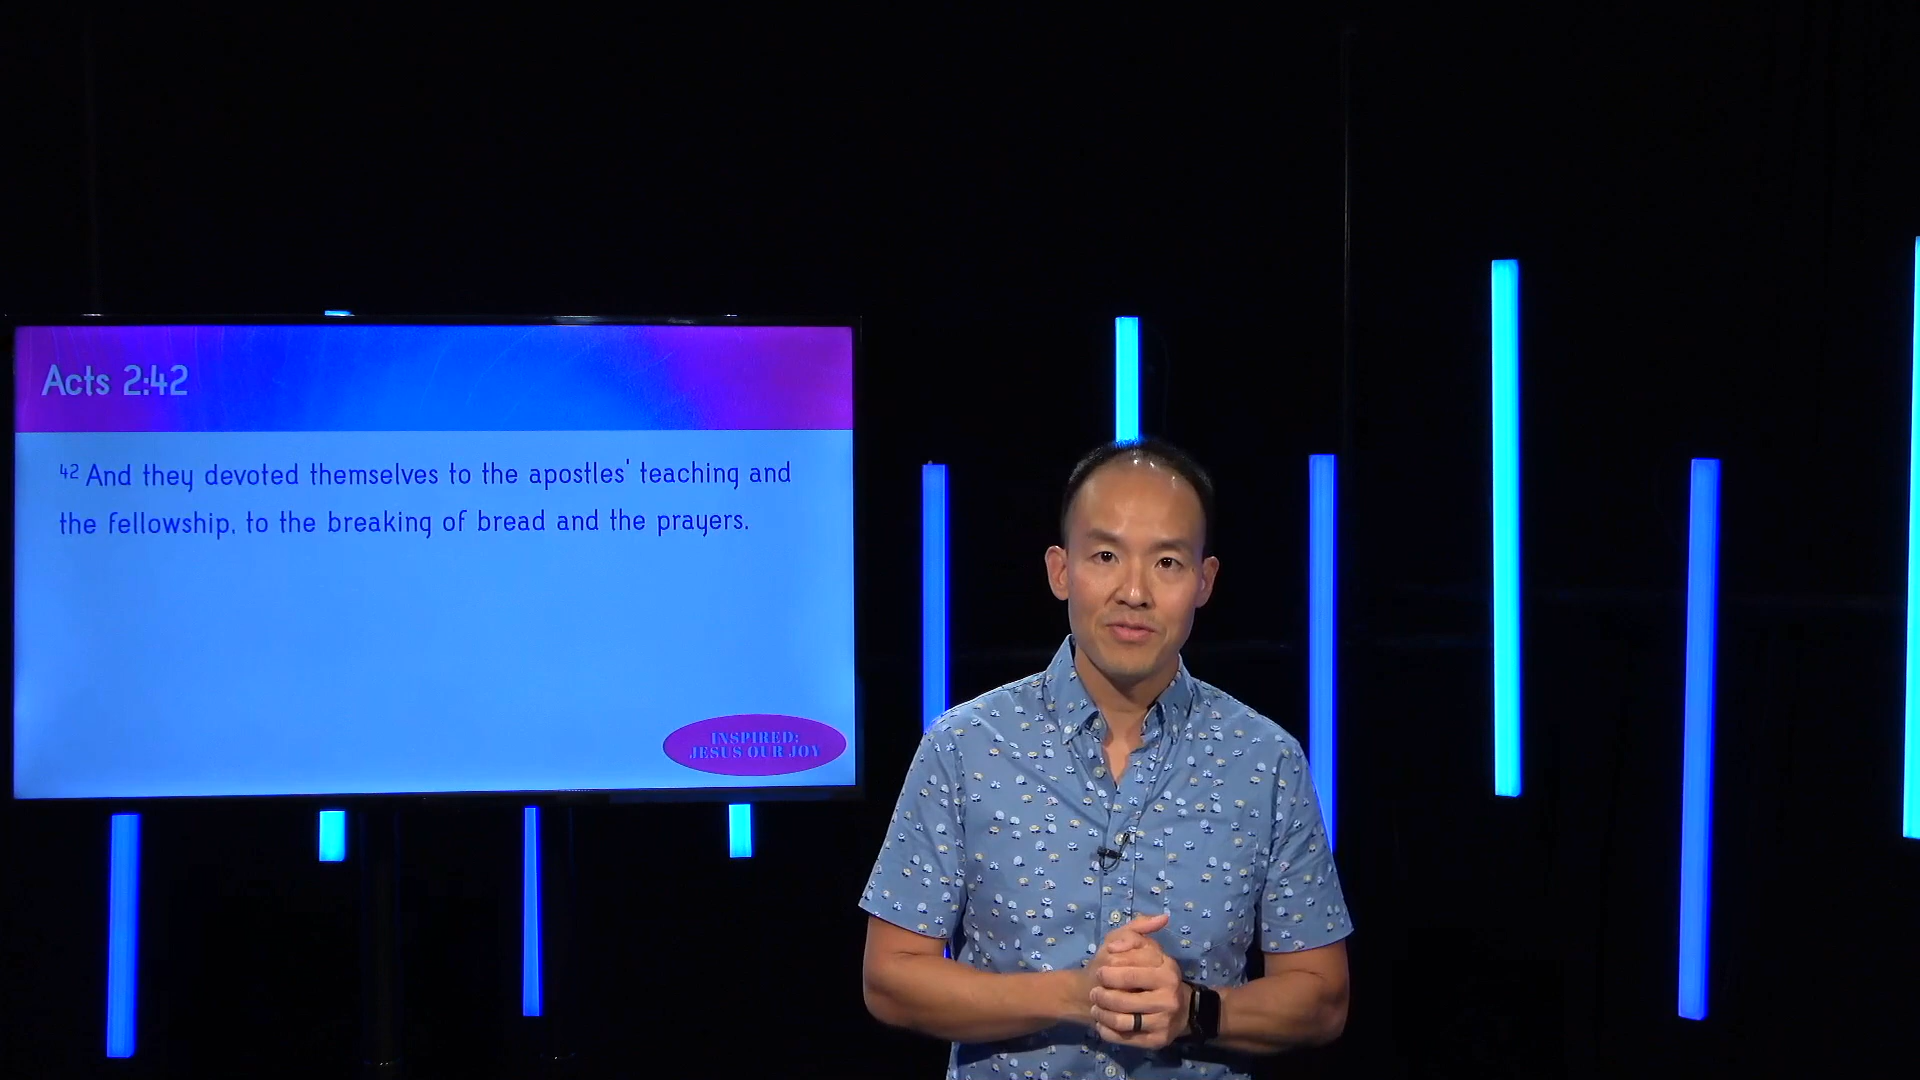 Acts 2:42
42 And they devoted themselves to the apostles' teaching and
the fellowship, to the breaking of bread and the prayers.
INSPIRED:
JESUS OUR JOY